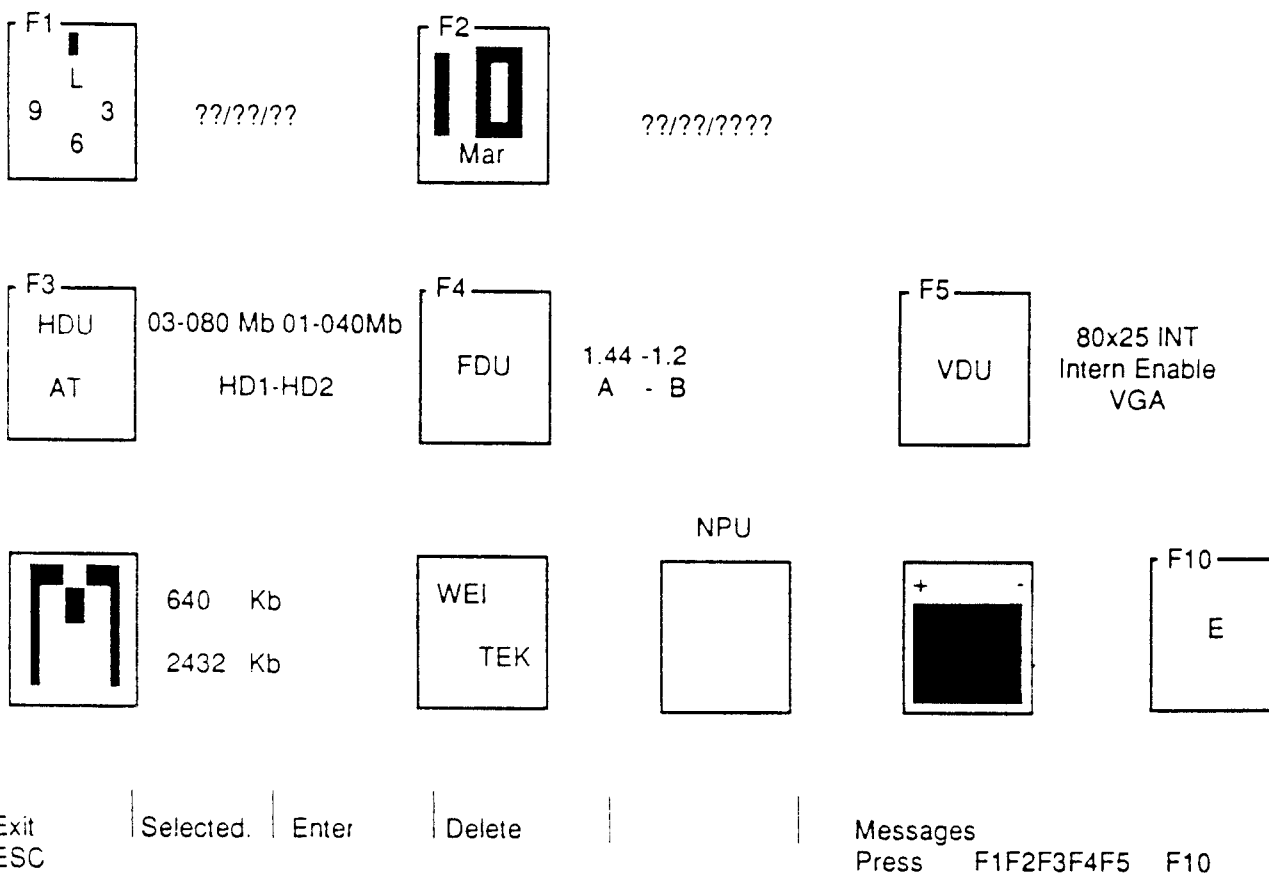 F1
L
9 3
6
??/??/??
F2
10
Mar
??/??/????
F3
HDU
AT
03-080 Mb 01-040Mb
HD1-HD2
F4
FDU
1.44 -1.2
A - B
F5
VDU
80x25 INT
Intern Enable
VGA
640 Kb
2432 Kb
WEI
TEK
NPU
+ -
F10
E
Exit
ESC
Selected.
Enter
Delete
Messages
Press F1F2F3F4F5 F10